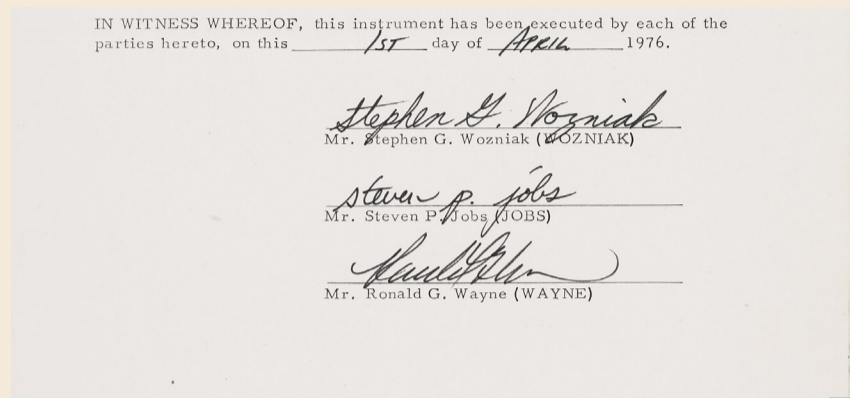 IN WITNESS WHEREOF, this instrument has been executed by each of the
parties hereto, on this 1ST day of APRIL 1976.
Stephen G. Wozniak
Mr. Stephen G. Wozniak (WOZNIAK)
steven p. jobs
Mr. Steven P. Jobs (JOBS)
Mr. Ronald G. Wayne (WAYNE)